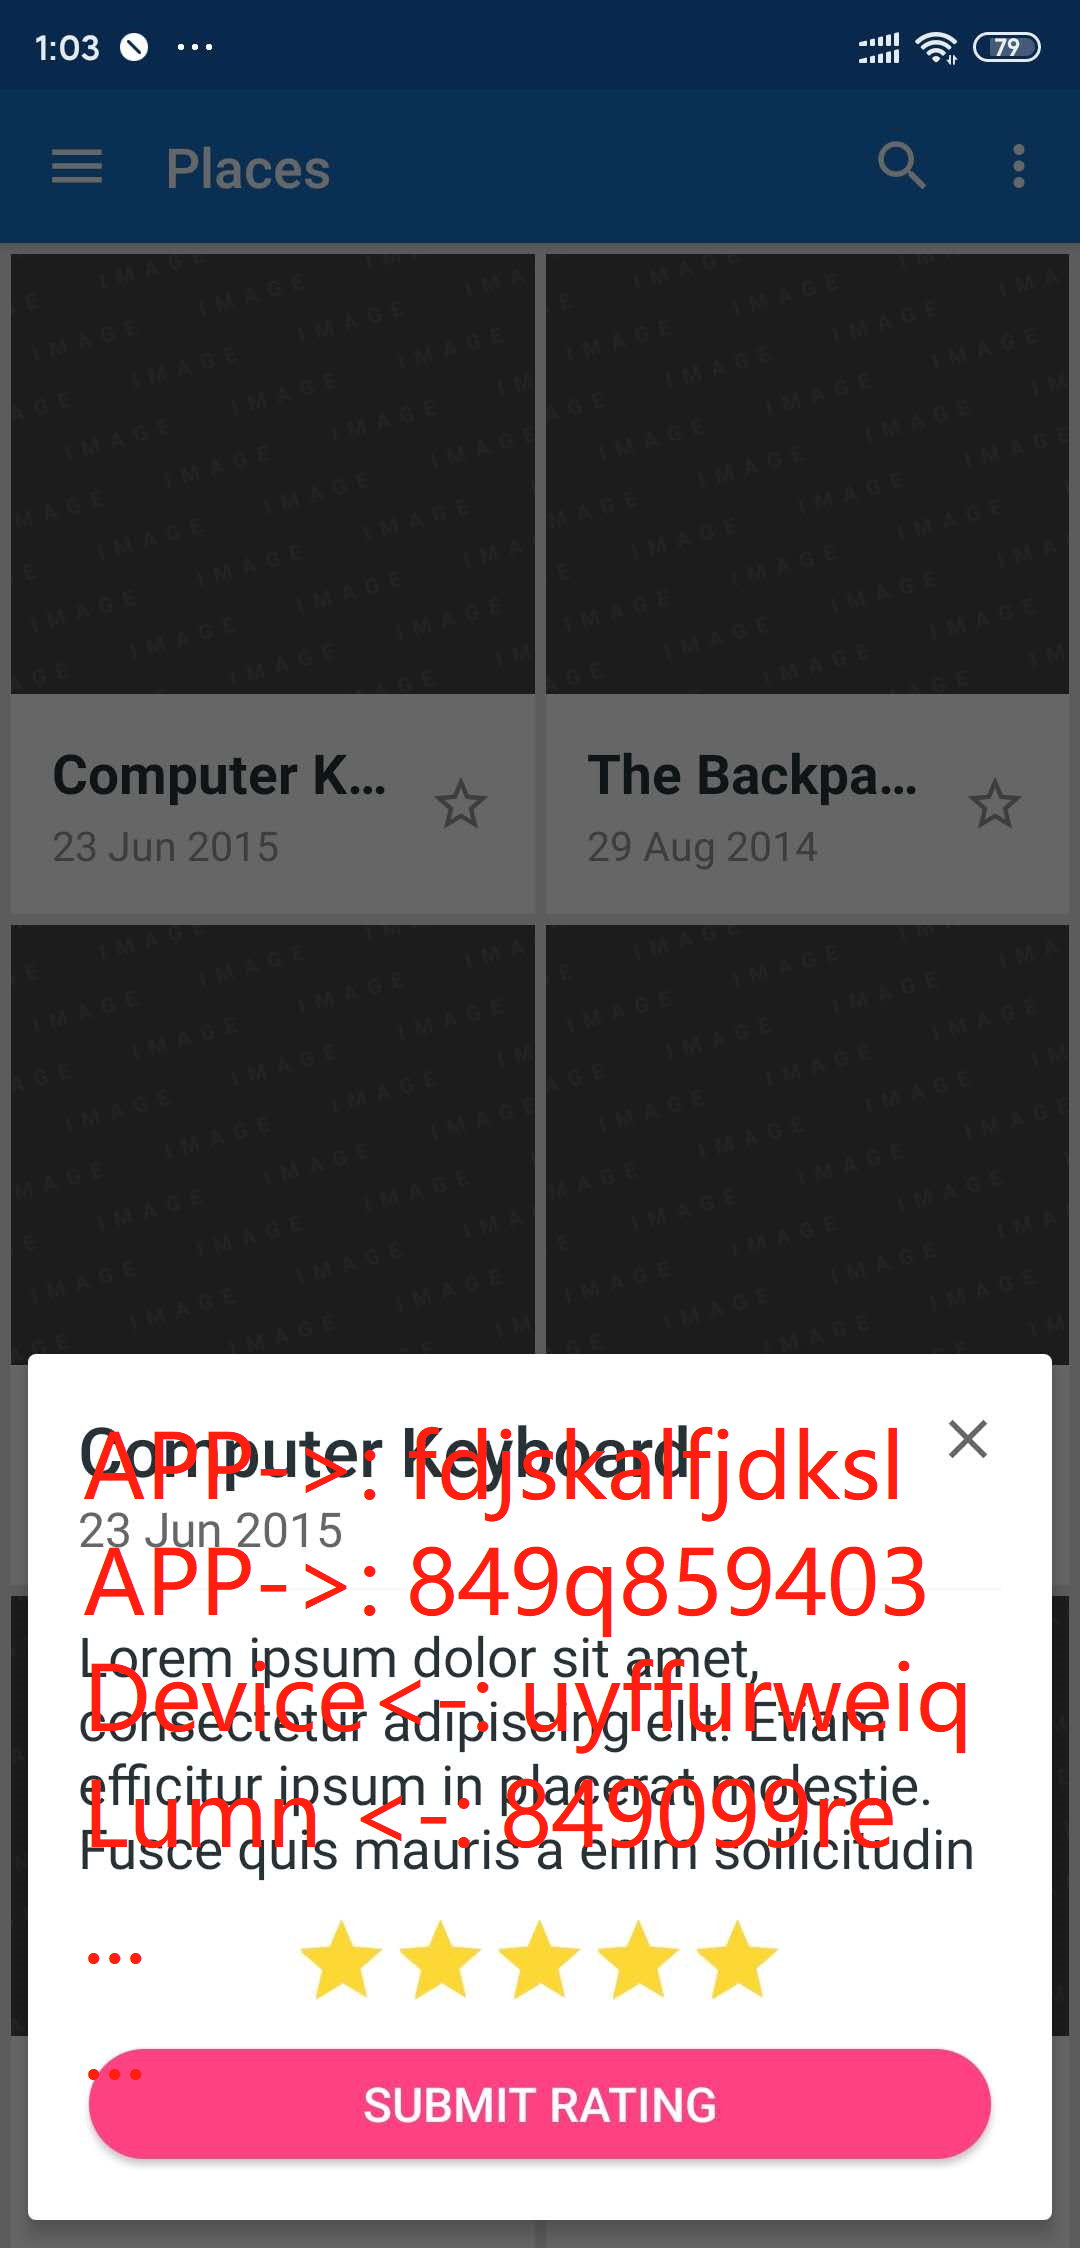 1:03 79
Places
IMAGE
Computer K...
23 Jun 2015
The Backpa...
29 Aug 2014
Computer Keyboard
APP->: fdjskalfjdksl
23 Jun 2015
APP->: 849q859403
Lorem ipsum dolor sit amet,
Device<-: uyffurweiq
consectetur adipiscing elit. Etiam
efficitur ipsum in placerat molestie.
Lumn <-: 849099re
Fusce quis mauris a enim sollicitudin
...
...
SUBMIT RATING